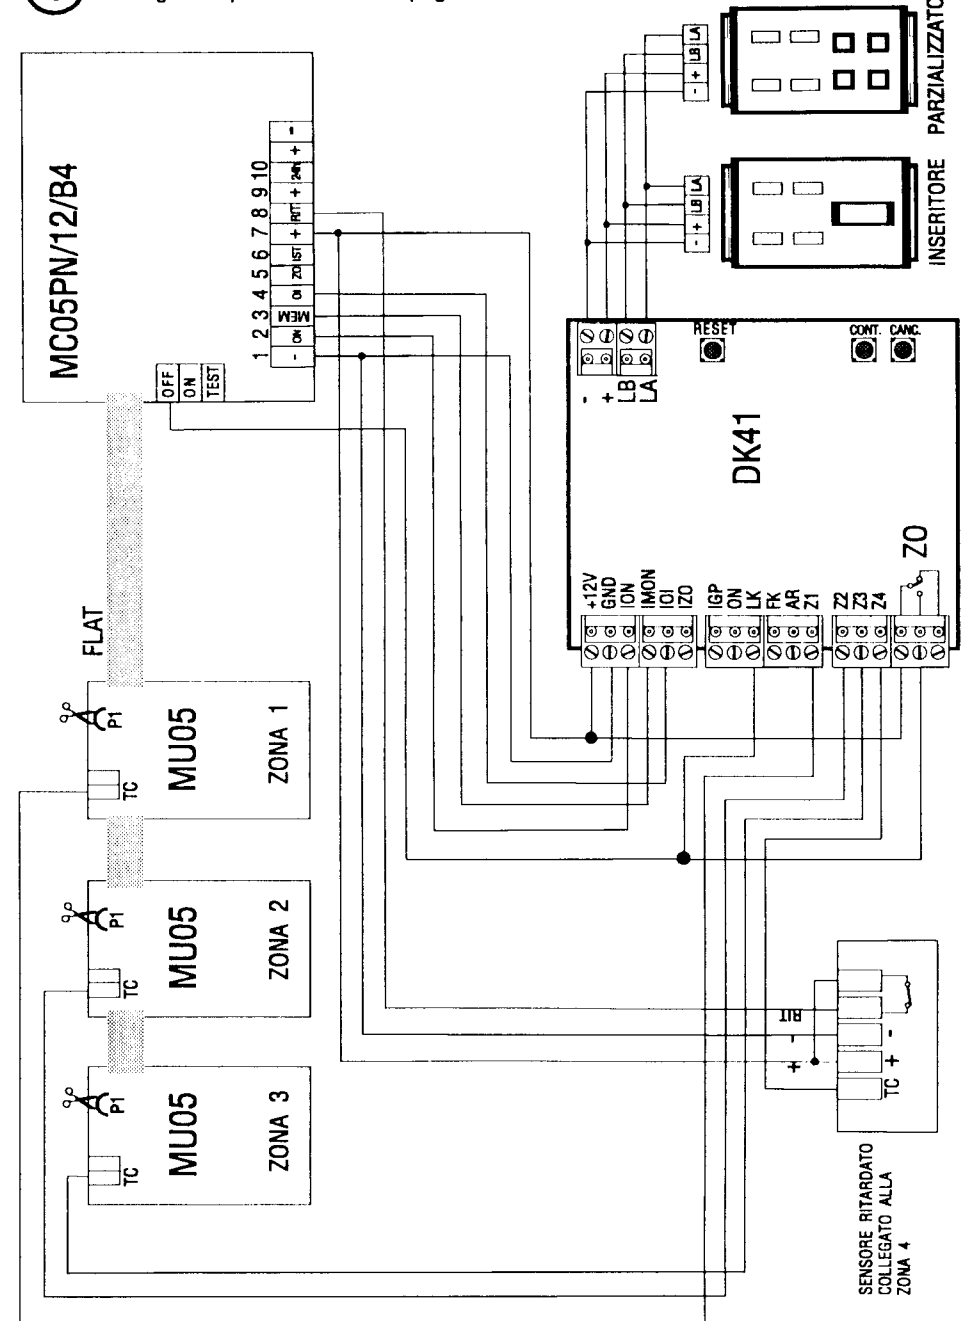 MC05PN/12/B4
1 2 3 4 5 6 7 8 9 10
- ON MEM OI ZO IST + RIT + 24N + -
OFF
ON
TEST
FLAT
P1
TC
MU05
ZONA 1
P1
TC
MU05
ZONA 2
P1
TC
MU05
ZONA 3
- + LB LA
PARZIALIZZATO
- + LB LA
INSERITORE
RESET
CONT.
CANC.
-
+
LB
LA
DK41
+12V
GND
ION
IMON
IOI
IZO
IGP
ON
LK
FK
AR
Z1
Z2
Z3
Z4
ZO
RIT
-
+
-
+
TC
SENSORE RITARDATO
COLLEGATO ALLA
ZONA 4